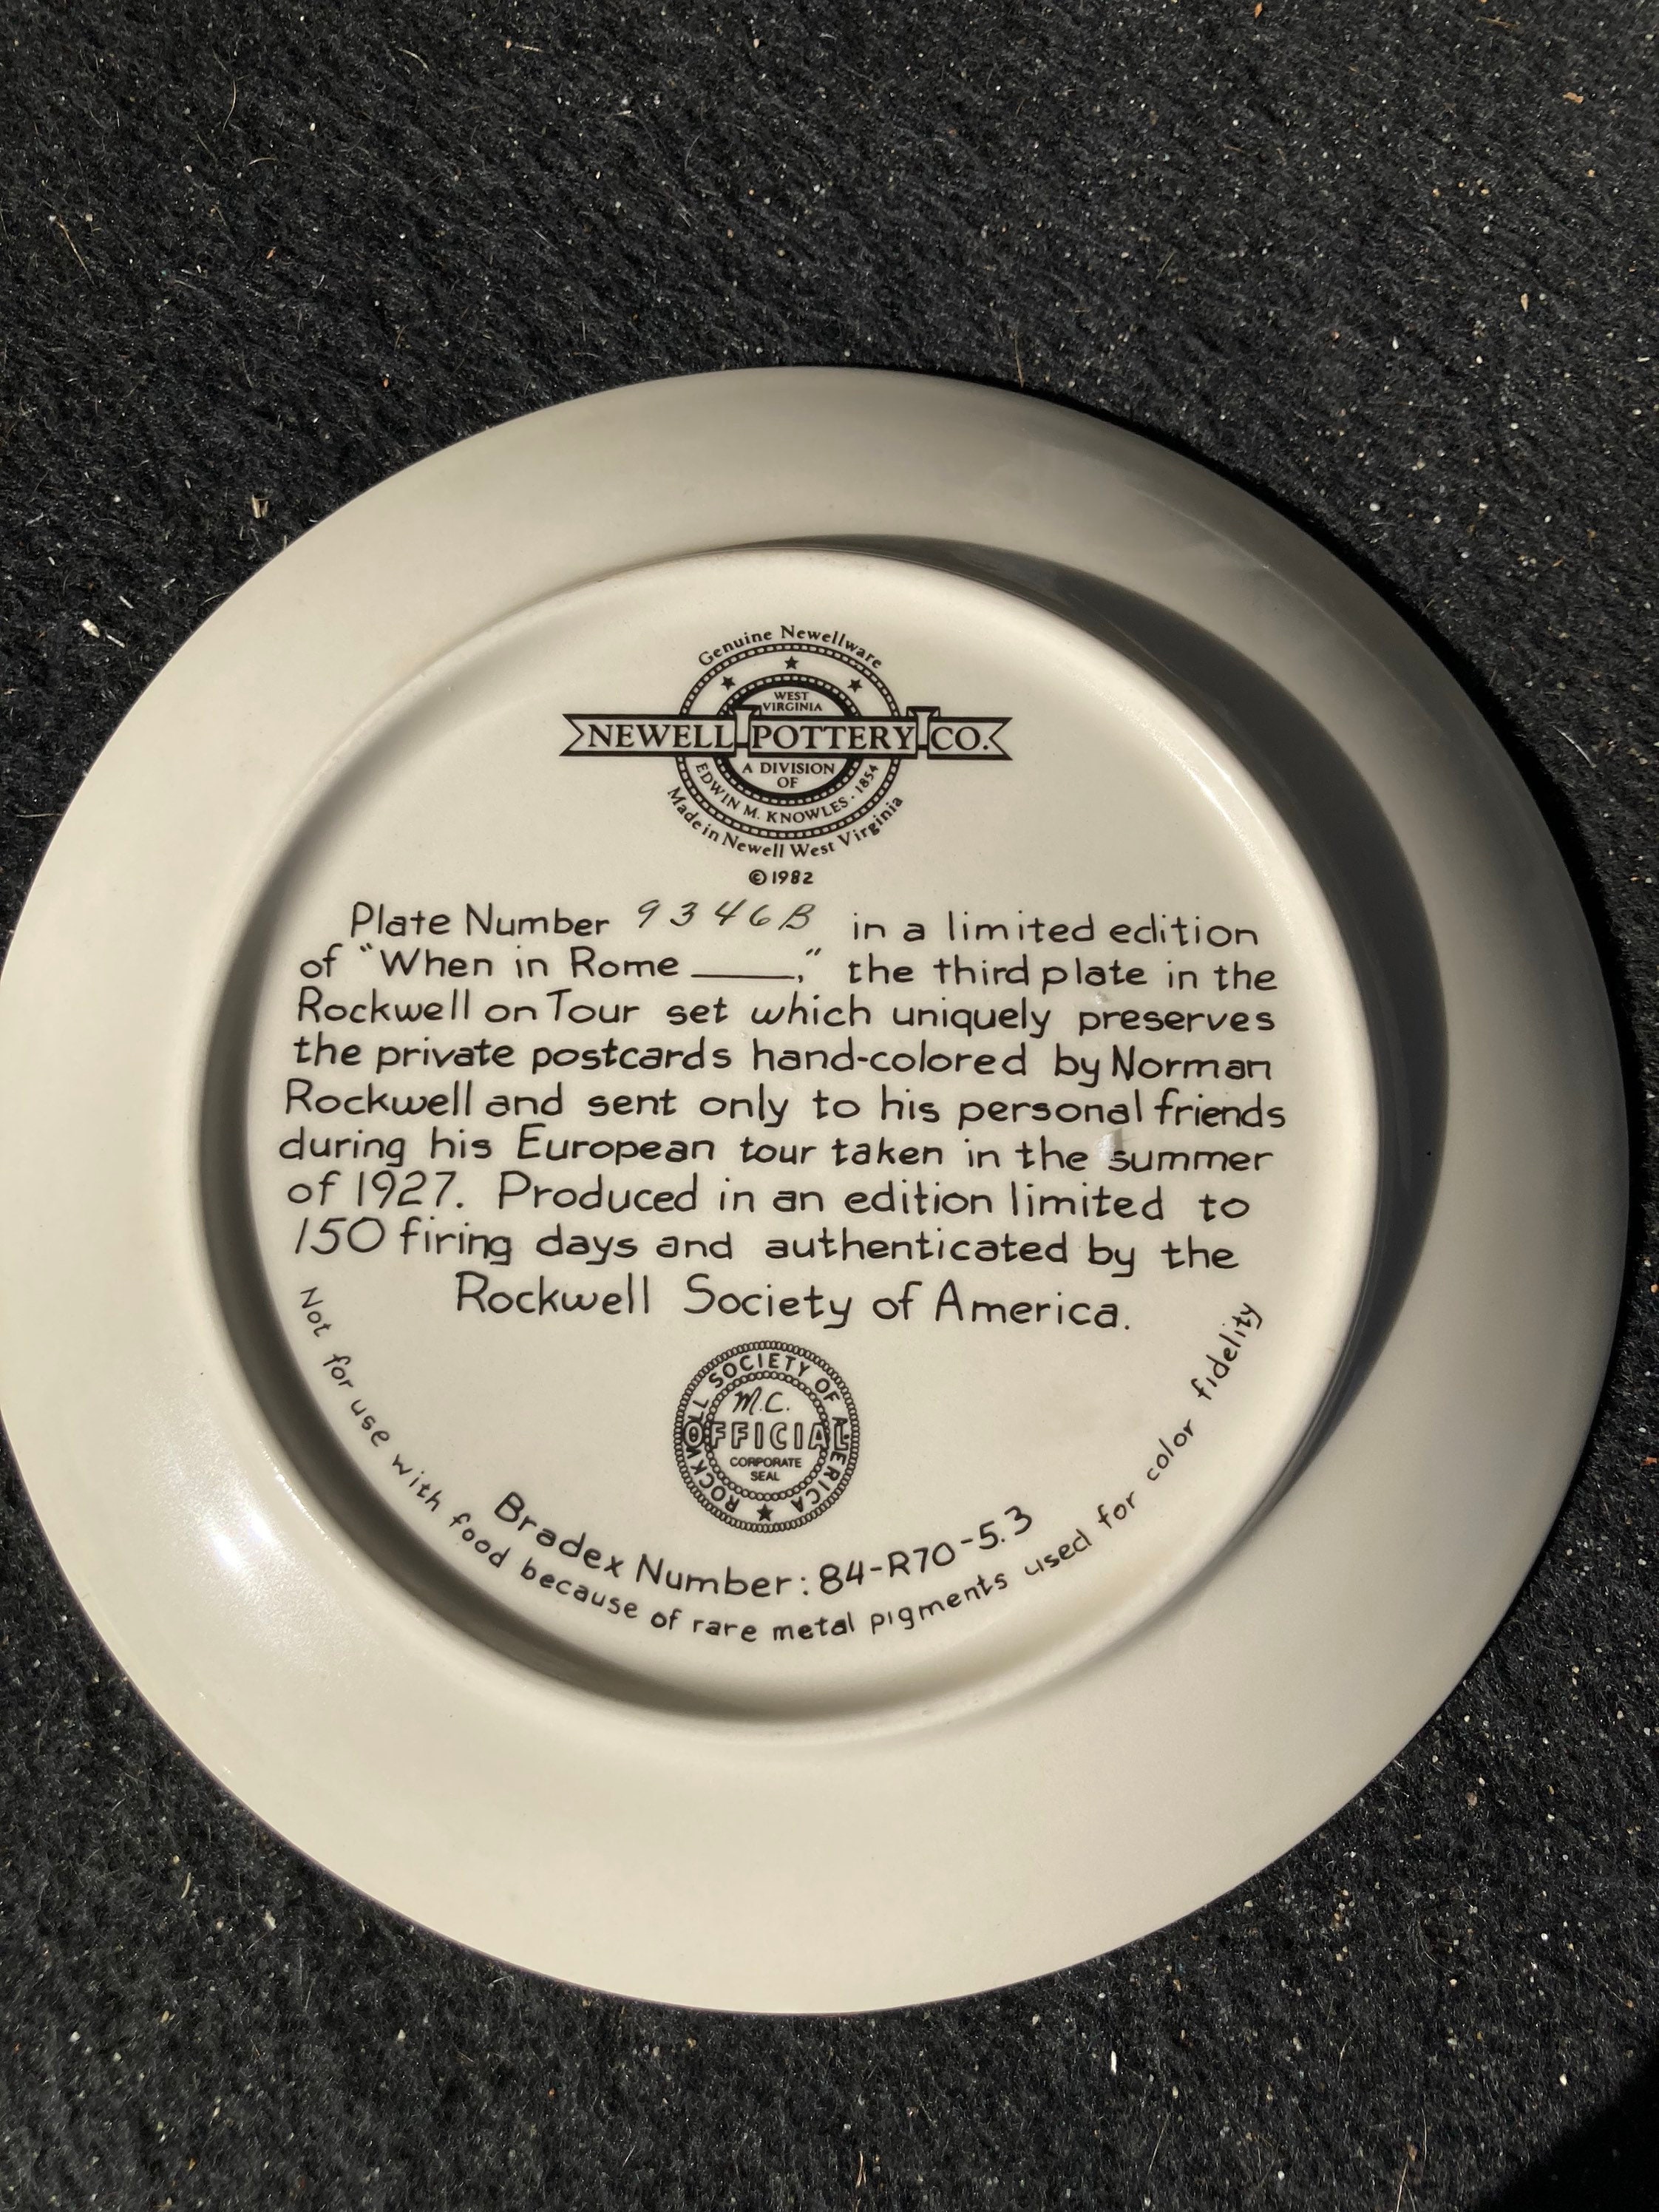 Genuine Newellware
WEST
VIRGINIA
NEWELL POTTERY CO.
A DIVISION
OF
EDWIN M. KNOWLES · 1854
Made in Newell West Virginia
© 1982
Plate Number 9346B in a limited edition
of “When in Rome ____,” the third plate in the
Rockwell on Tour set which uniquely preserves
the private postcards hand-colored by Norman
Rockwell and sent only to his personal friends
during his European tour taken in the summer
of 1927. Produced in an edition limited to
150 firing days and authenticated by the
Rockwell Society of America.
ROCKWOLL SOCIETY OF AMERICA
M.C.
OFFICIAL
CORPORATE
SEAL
Bradex Number: 84-R70-5.3
Not for use with food because of rare metal pigments used for color fidelity